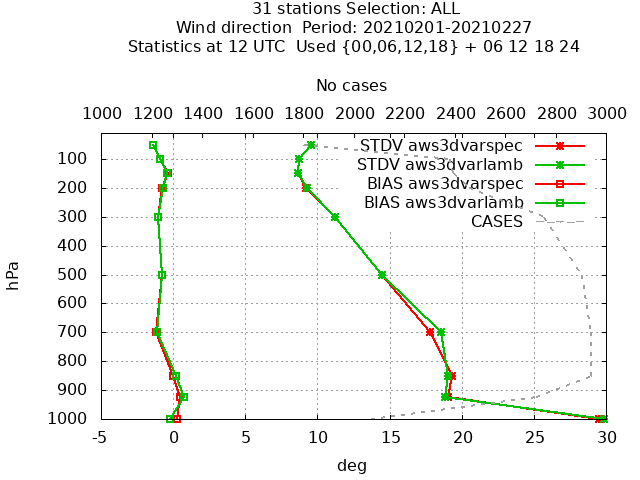 31 stations Selection: ALL
Wind direction  Period: 20210201-20210227
Statistics at 12 UTC  Used {00,06,12,18} + 06 12 18 24
No cases
1000 1200 1400 1600 1800 2000 2200 2400 2600 2800 3000
STDV aws3dvarspec
STDV aws3dvarlamb
BIAS aws3dvarspec
BIAS aws3dvarlamb
CASES
hPa
100
200
300
400
500
600
700
800
900
1000
-5 0 5 10 15 20 25 30
deg